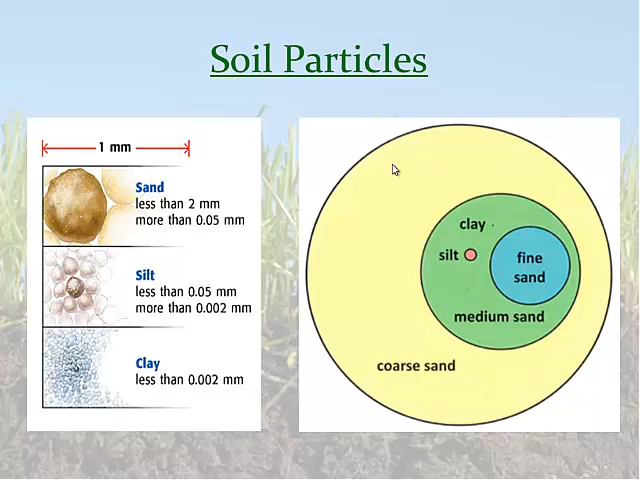 Soil Particles
1 mm
Sand
less than 2 mm
more than 0.05 mm
Silt
less than 0.05 mm
more than 0.002 mm
Clay
less than 0.002 mm
clay
silt
fine
sand
medium sand
coarse sand